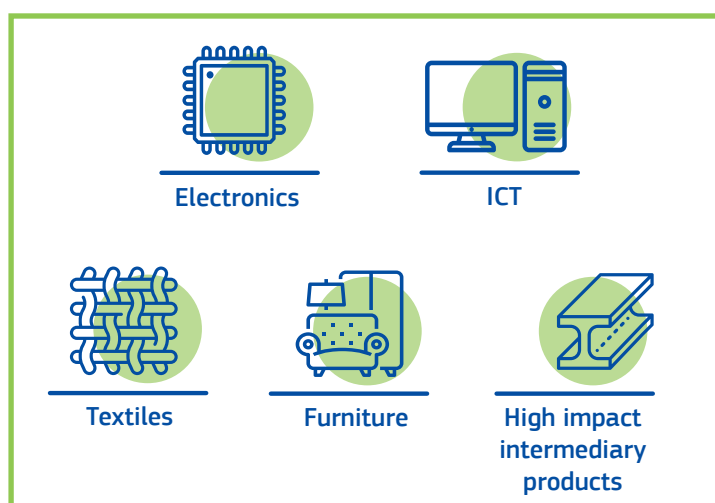 Electronics
ICT
Textiles
Furniture
High impact
intermediary
products